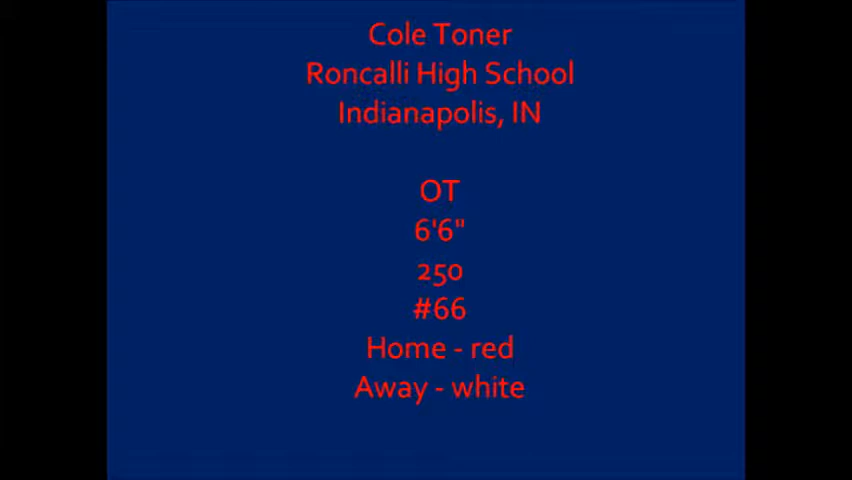 Cole Toner
Roncalli High School
Indianapolis, IN
OT
6'6"
250
#66
Home - red
Away - white